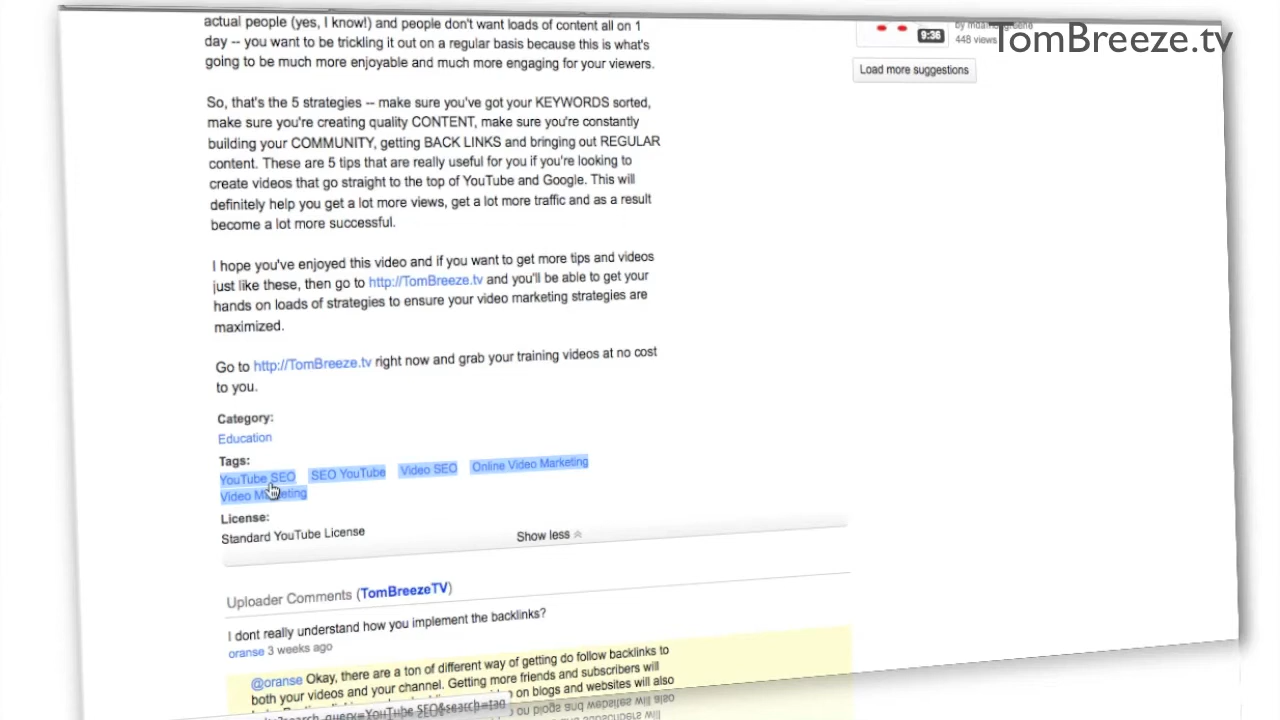 actual people (yes, I know!) and people don't want loads of content all on 1
day -- you want to be trickling it out on a regular basis because this is what's
going to be much more enjoyable and much more engaging for your viewers.
So, that's the 5 strategies -- make sure you've got your KEYWORDS sorted,
make sure you're creating quality CONTENT, make sure you're constantly
building your COMMUNITY, getting BACK LINKS and bringing out REGULAR
content. These are 5 tips that are really useful for you if you're looking to
create videos that go straight to the top of YouTube and Google. This will
definitely help you get a lot more views, get a lot more traffic and as a result
become a lot more successful.
I hope you've enjoyed this video and if you want to get more tips and videos
just like these, then go to http://TomBreeze.tv and you'll be able to get your
hands on loads of strategies to ensure your video marketing strategies are
maximized.
Go to http://TomBreeze.tv right now and grab your training videos at no cost
to you.
Category:
Education
Tags:
YouTube SEO SEO YouTube Video SEO Online Video Marketing
Video Marketing
License:
Standard YouTube License
Show less
Uploader Comments (TomBreezeTV)
I dont really understand how you implement the backlinks?
oranse 3 weeks ago
@oranse Okay, there are a ton of different way of getting do follow backlinks to
both your videos and your channel. Getting more friends and subscribers will
on blogs and websites will also
query=YouTube SEO&search=tag
9:36
448 views
TomBreeze.tv
Load more suggestions